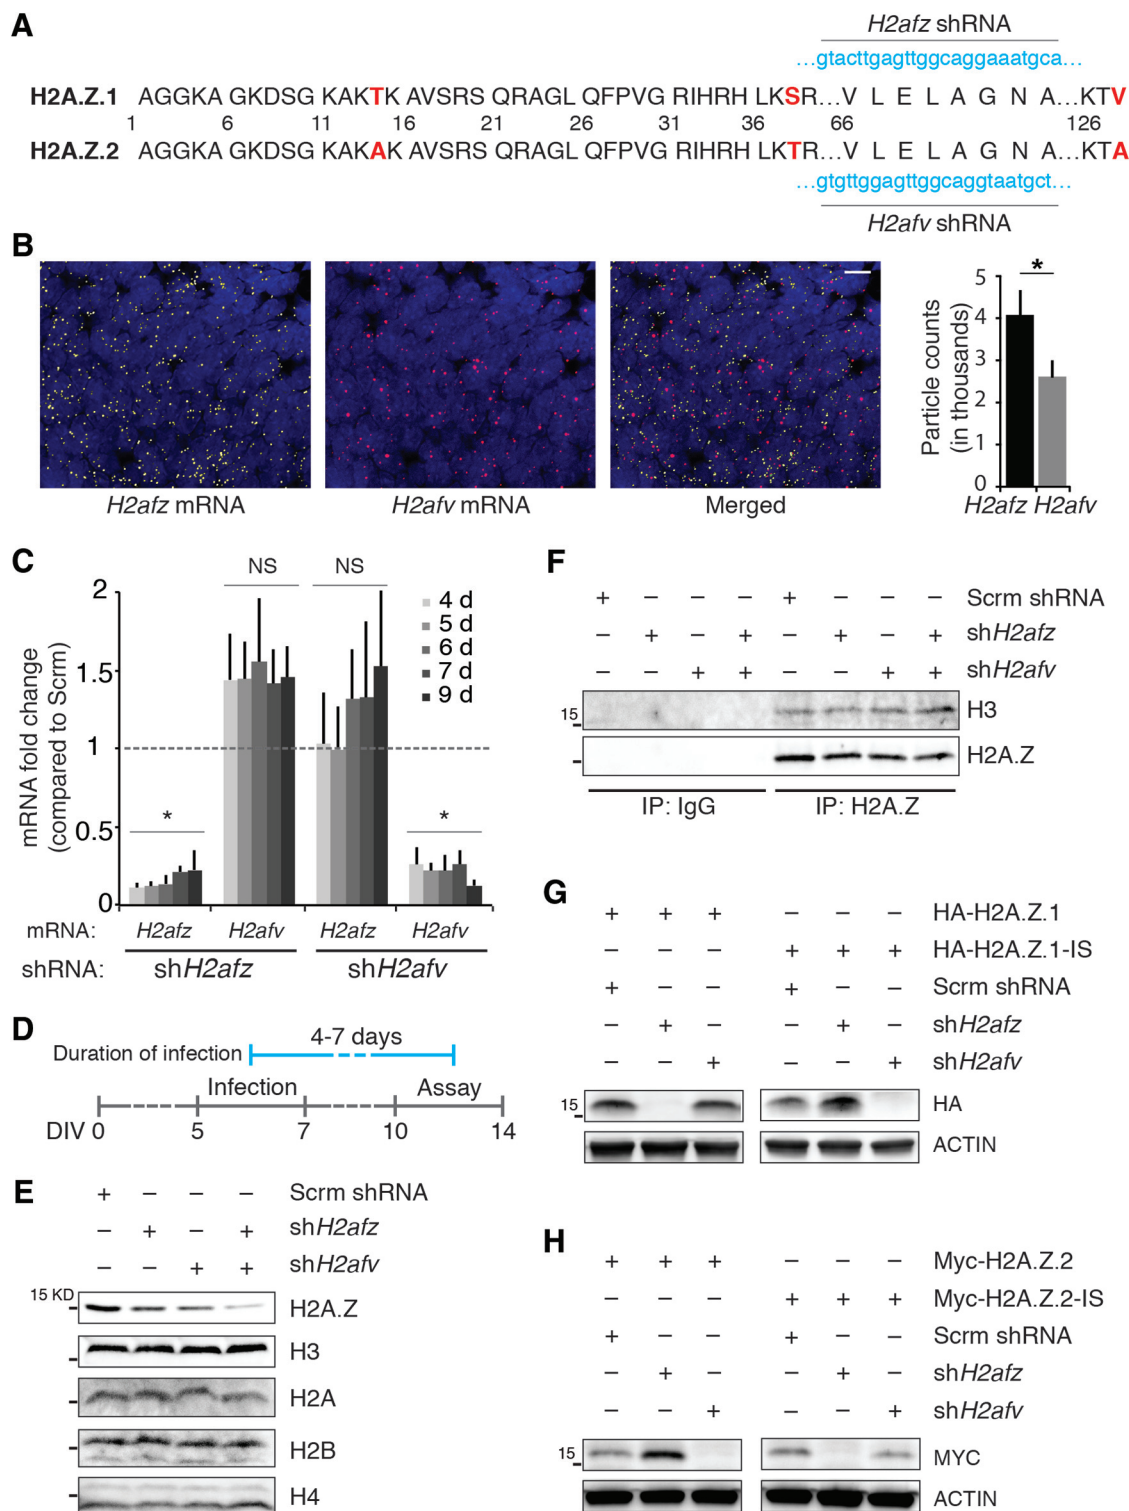 A
H2afz shRNA
...gtacttgagttggcaggaaatgca...
H2A.Z.1 AGGKA GKDSG KAKTK AVSRS QRAGL QFPVG RIHRH LKSR...V L E L A G N A...KTV
1 6 11 16 21 26 31 36 66 126
H2A.Z.2 AGGKA GKDSG KAKAK AVSRS QRAGL QFPVG RIHRH LKTR...V L E L A G N A...KTA
...gtgttggagttggcaggtaatgct...
H2afv shRNA
B
H2afz mRNA
H2afv mRNA
Merged
Particle counts
(in thousands)
5
4
3
2
1
0
*
H2afz H2afv
C
mRNA fold change
(compared to Scrm)
2
1.5
1
0.5
0
NS NS
* *
4 d
5 d
6 d
7 d
9 d
mRNA: H2afz H2afv H2afz H2afv
shRNA: shH2afz shH2afv
D
Duration of infection 4-7 days
Infection Assay
DIV 0 5 7 10 14
E
+ – – – Scrm shRNA
– + – + shH2afz
– – + + shH2afv
15 KD
H2A.Z
H3
H2A
H2B
H4
F
+ – – – + – – – Scrm shRNA
– + – + – + – + shH2afz
– – + + – – + + shH2afv
15
H3
H2A.Z
IP: IgG IP: H2A.Z
G
+ + + – – – HA-H2A.Z.1
– – – + + + HA-H2A.Z.1-IS
+ – – + – – Scrm shRNA
– + – – + – shH2afz
– – + – – + shH2afv
15
HA
ACTIN
H
+ + + – – – Myc-H2A.Z.2
– – – + + + Myc-H2A.Z.2-IS
+ – – + – – Scrm shRNA
– + – – + – shH2afz
– – + – – + shH2afv
15
MYC
ACTIN